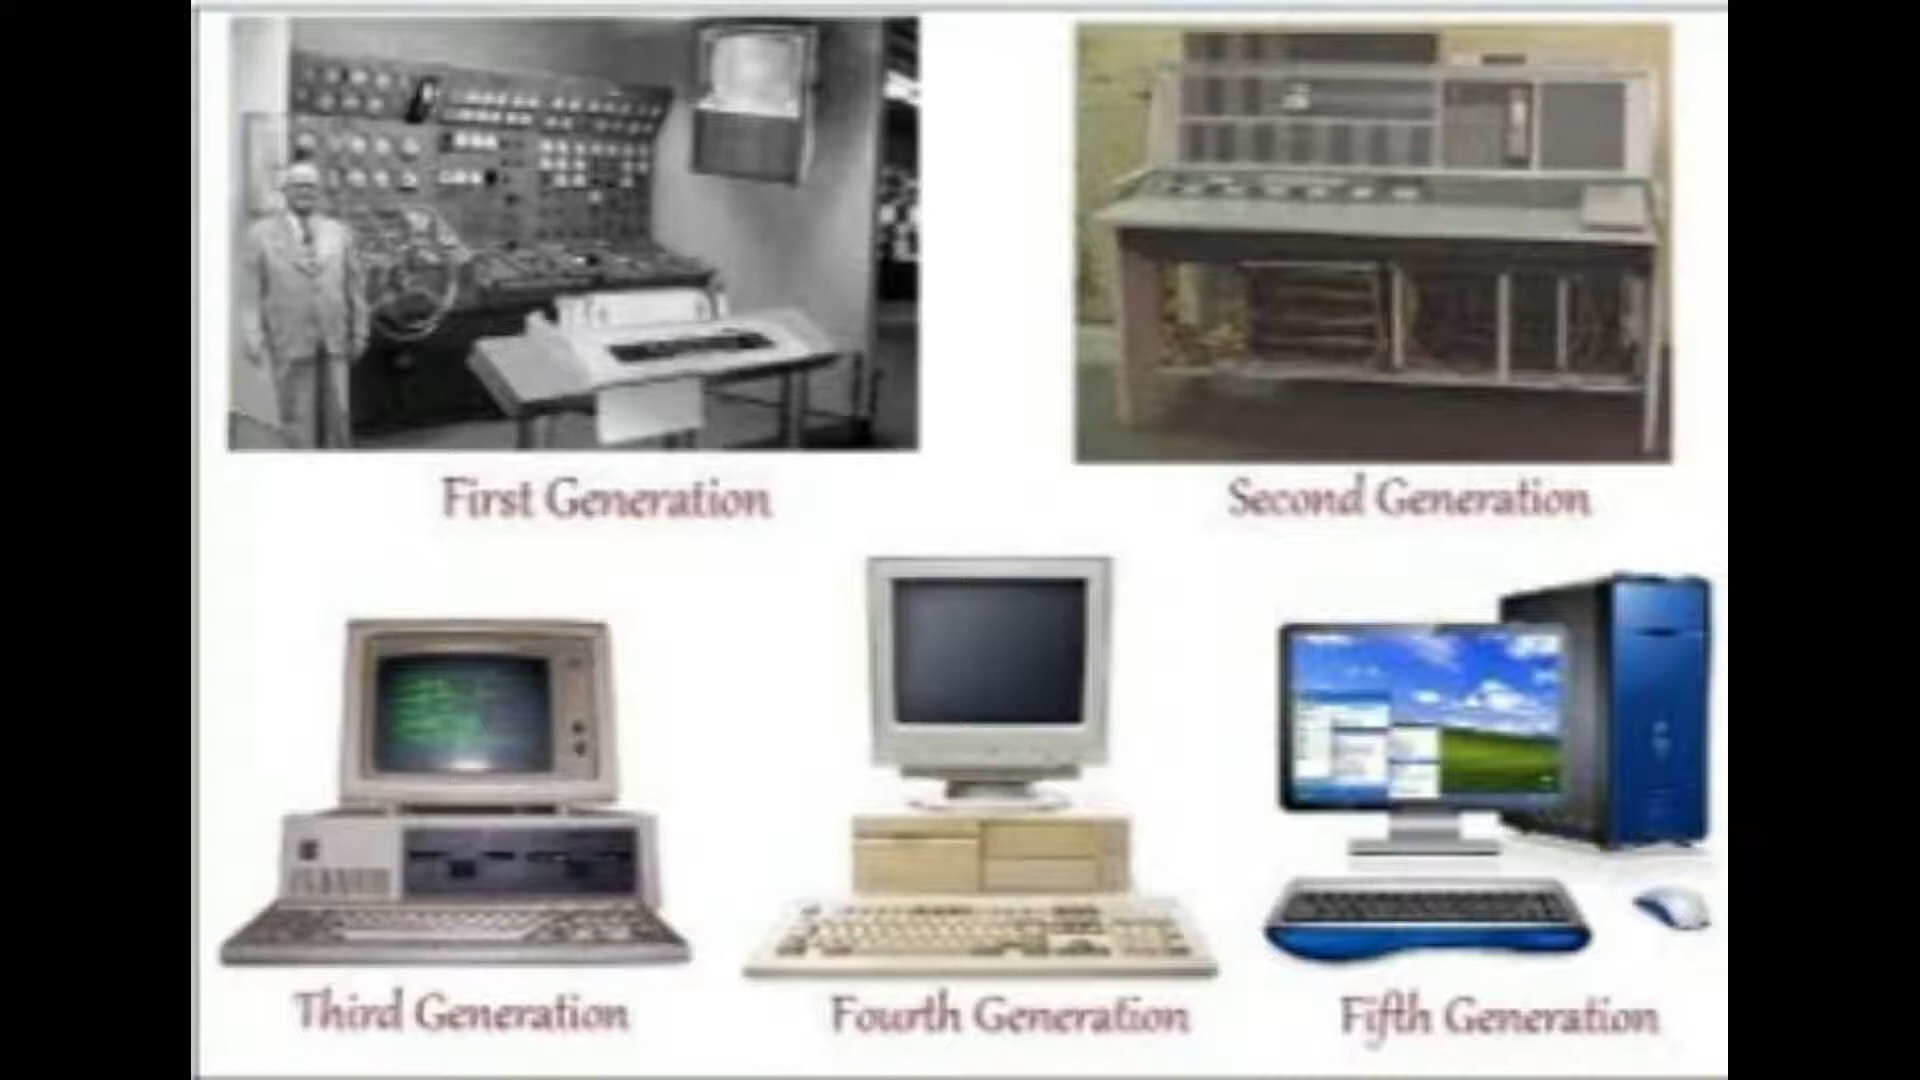 First Generation
Second Generation
Third Generation
Fourth Generation
Fifth Generation